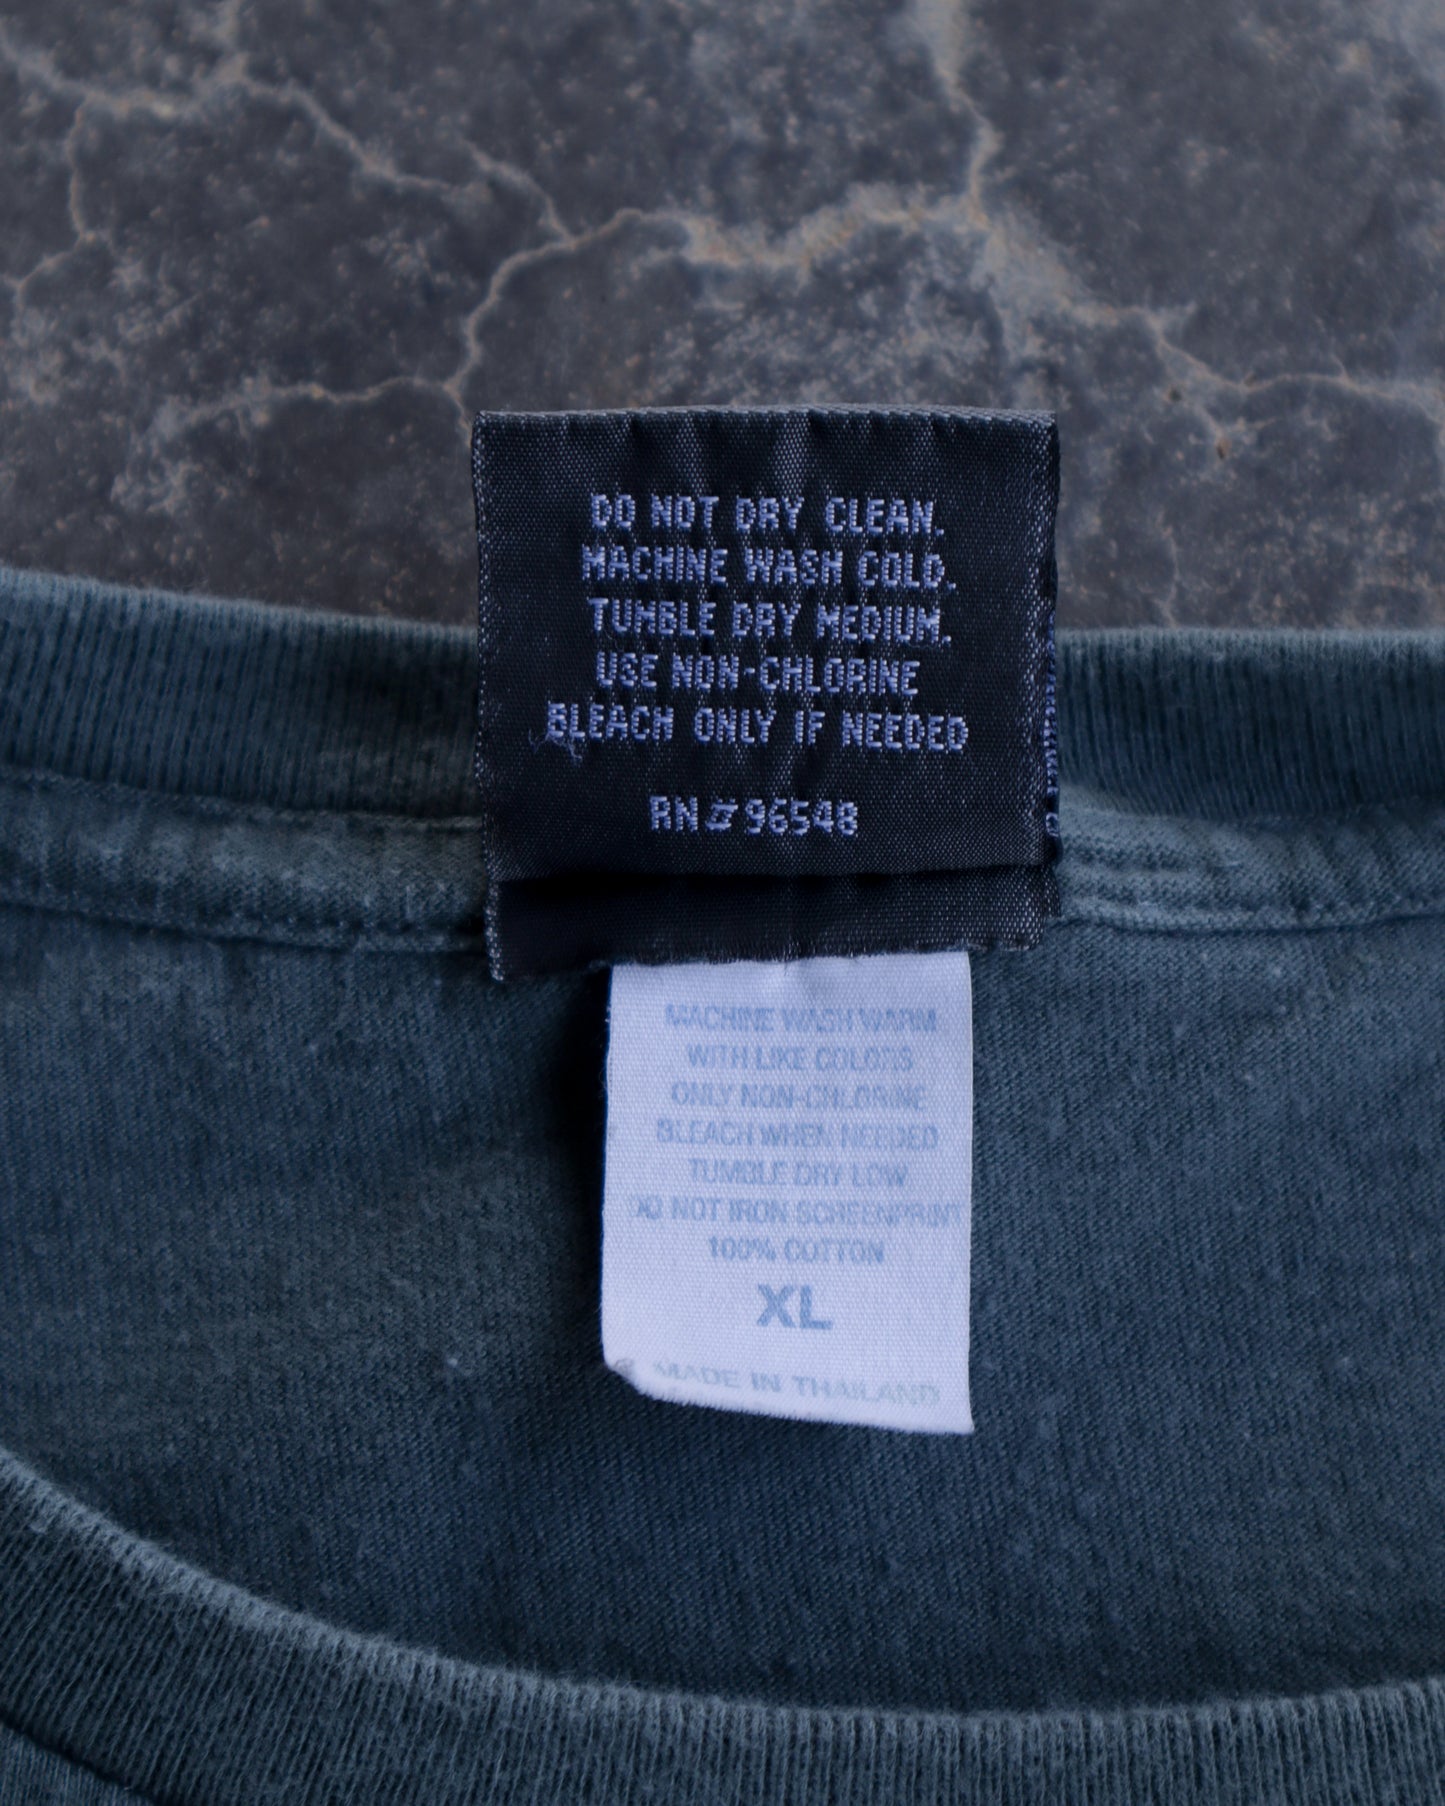 DO NOT DRY CLEAN.
MACHINE WASH COLD.
TUMBLE DRY MEDIUM.
USE NON-CHLORINE
BLEACH ONLY IF NEEDED
RN#96548
MACHINE WASH WARM
WITH LIKE COLORS
ONLY NON-CHLORINE
BLEACH WHEN NEEDED
TUMBLE DRY LOW
DO NOT IRON SCREENPRINT
100% COTTON
XL
MADE IN THAILAND